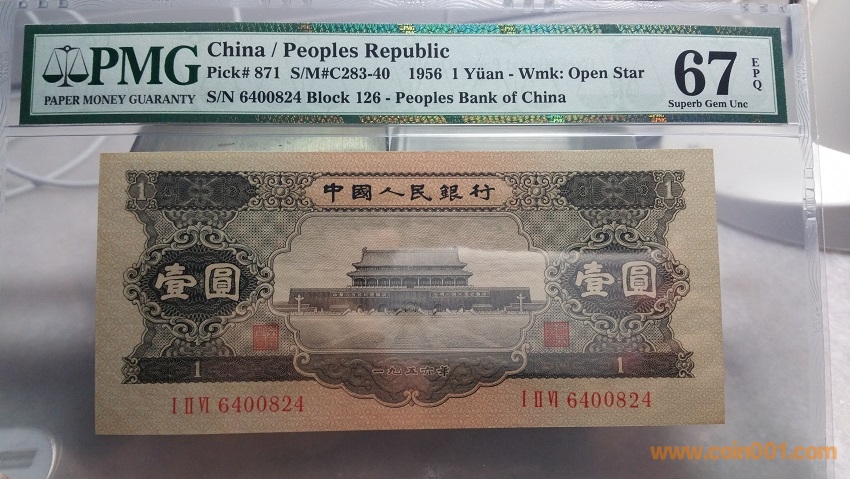 PMG
PAPER MONEY GUARANTY
China / Peoples Republic
Pick# 871 S/M#C283-40 1956 1 Yüan - Wmk: Open Star
S/N 6400824 Block 126 - Peoples Bank of China
67
EPQ
Superb Gem Unc
中國人民銀行
1
1
壹圓
壹圓
1
一九五六年
1
I II VI 6400824
I II VI 6400824
www.coin001.com